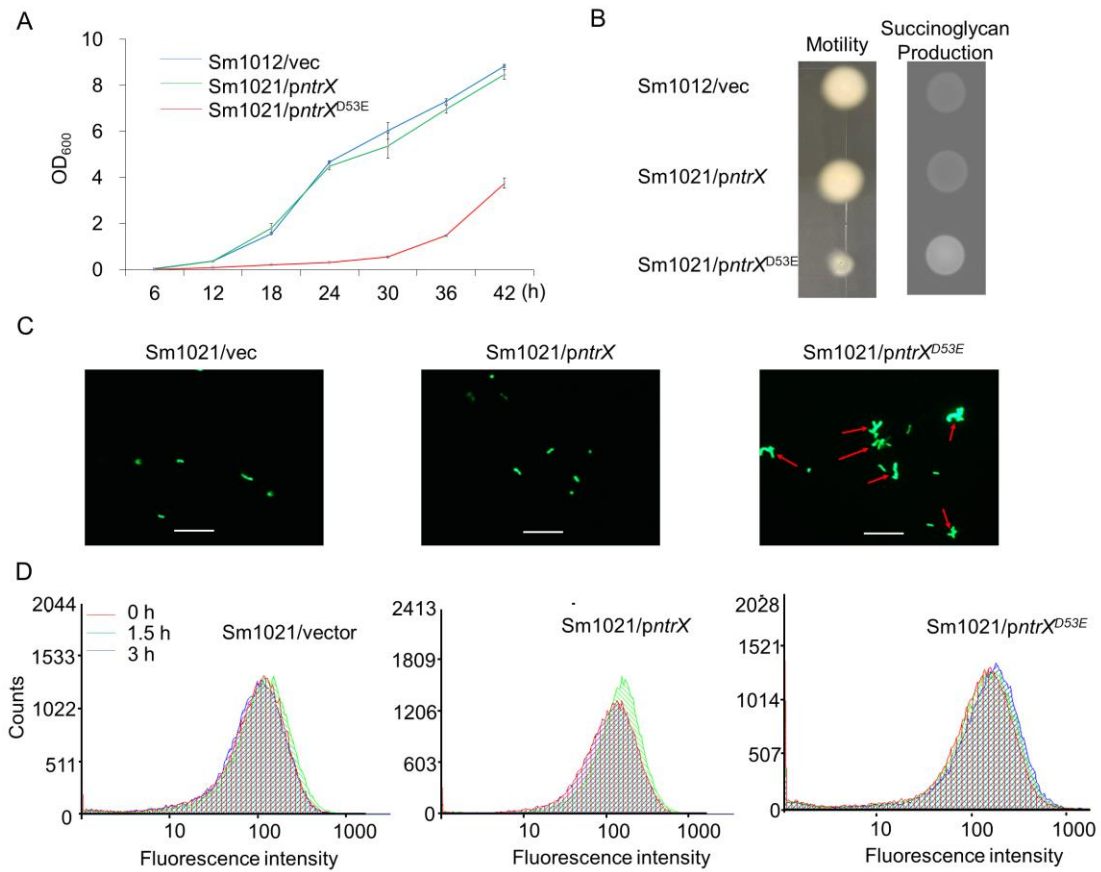 A
10
8
6
4
2
0
OD600
Sm1012/vec
Sm1021/pntrX
Sm1021/pntrXD53E
6 12 18 24 30 36 42 (h)
B
Motility
Succinoglycan
Production
Sm1012/vec
Sm1021/pntrX
Sm1021/pntrXD53E
C
Sm1021/vec
Sm1021/pntrX
Sm1021/pntrXD53E
D
Counts
2044
1533
1022
511
0
0 h
1.5 h
3 h
Sm1021/vector
10 100 1000
Fluorescence intensity
2413
1809
1206
603
0
Sm1021/pntrX
10 100 1000
Fluorescence intensity
2028
1521
1014
507
0
Sm1021/pntrXD53E
10 100 1000
Fluorescence intensity